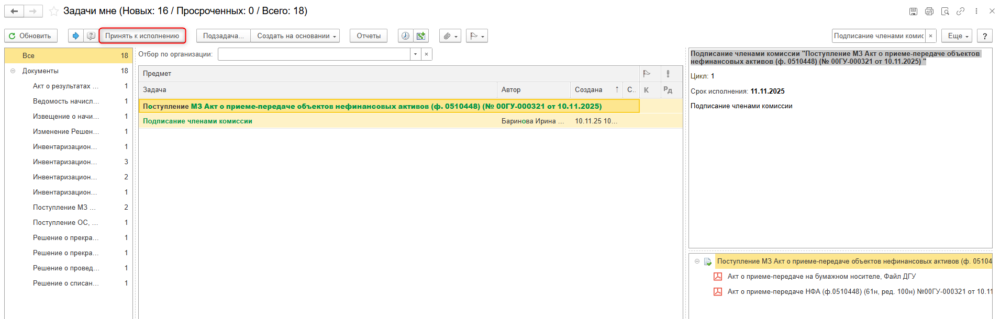 Задачи мне (Новых: 16 / Просроченных: 0 / Всего: 18)
Обновить
Принять к исполнению
Подзадача...
Создать на основании
Отчеты
Подписание членами комис
×
Еще
?
Все 18
Документы 18
Акт о результатах ... 1
Ведомость начисл... 1
Извещение о начи... 1
Изменение Решен... 1
Инвентаризацион... 1
Инвентаризацион... 3
Инвентаризацион... 2
Инвентаризацион... 1
Поступление МЗ ... 2
Поступление ОС, ... 1
Решение о прекра... 1
Решение о прекра... 1
Решение о провед... 1
Решение о списан... 1
Отбор по организации:
×
Предмет
Задача Автор Создана ↑ С.. К Рд
Поступление МЗ Акт о приеме-передаче объектов нефинансовых активов (ф. 0510448) (№ 00ГУ-000321 от 10.11.2025)
Подписание членами комиссии Баринова Ирина ... 10.11.25 10...
Подписание членами комиссии "Поступление МЗ Акт о приеме-передаче объектов
нефинансовых активов (ф. 0510448) (№ 00ГУ-000321 от 10.11.2025) "
Цикл: 1
Срок исполнения: 11.11.2025
Подписание членами комиссии
Поступление МЗ Акт о приеме-передаче объектов нефинансовых активов (ф. 05104
Акт о приеме-передаче на бумажном носителе, Файл ДГУ
Акт о приеме-передаче НФА (ф.0510448) (61н, ред. 100н) №00ГУ-000321 от 10.11